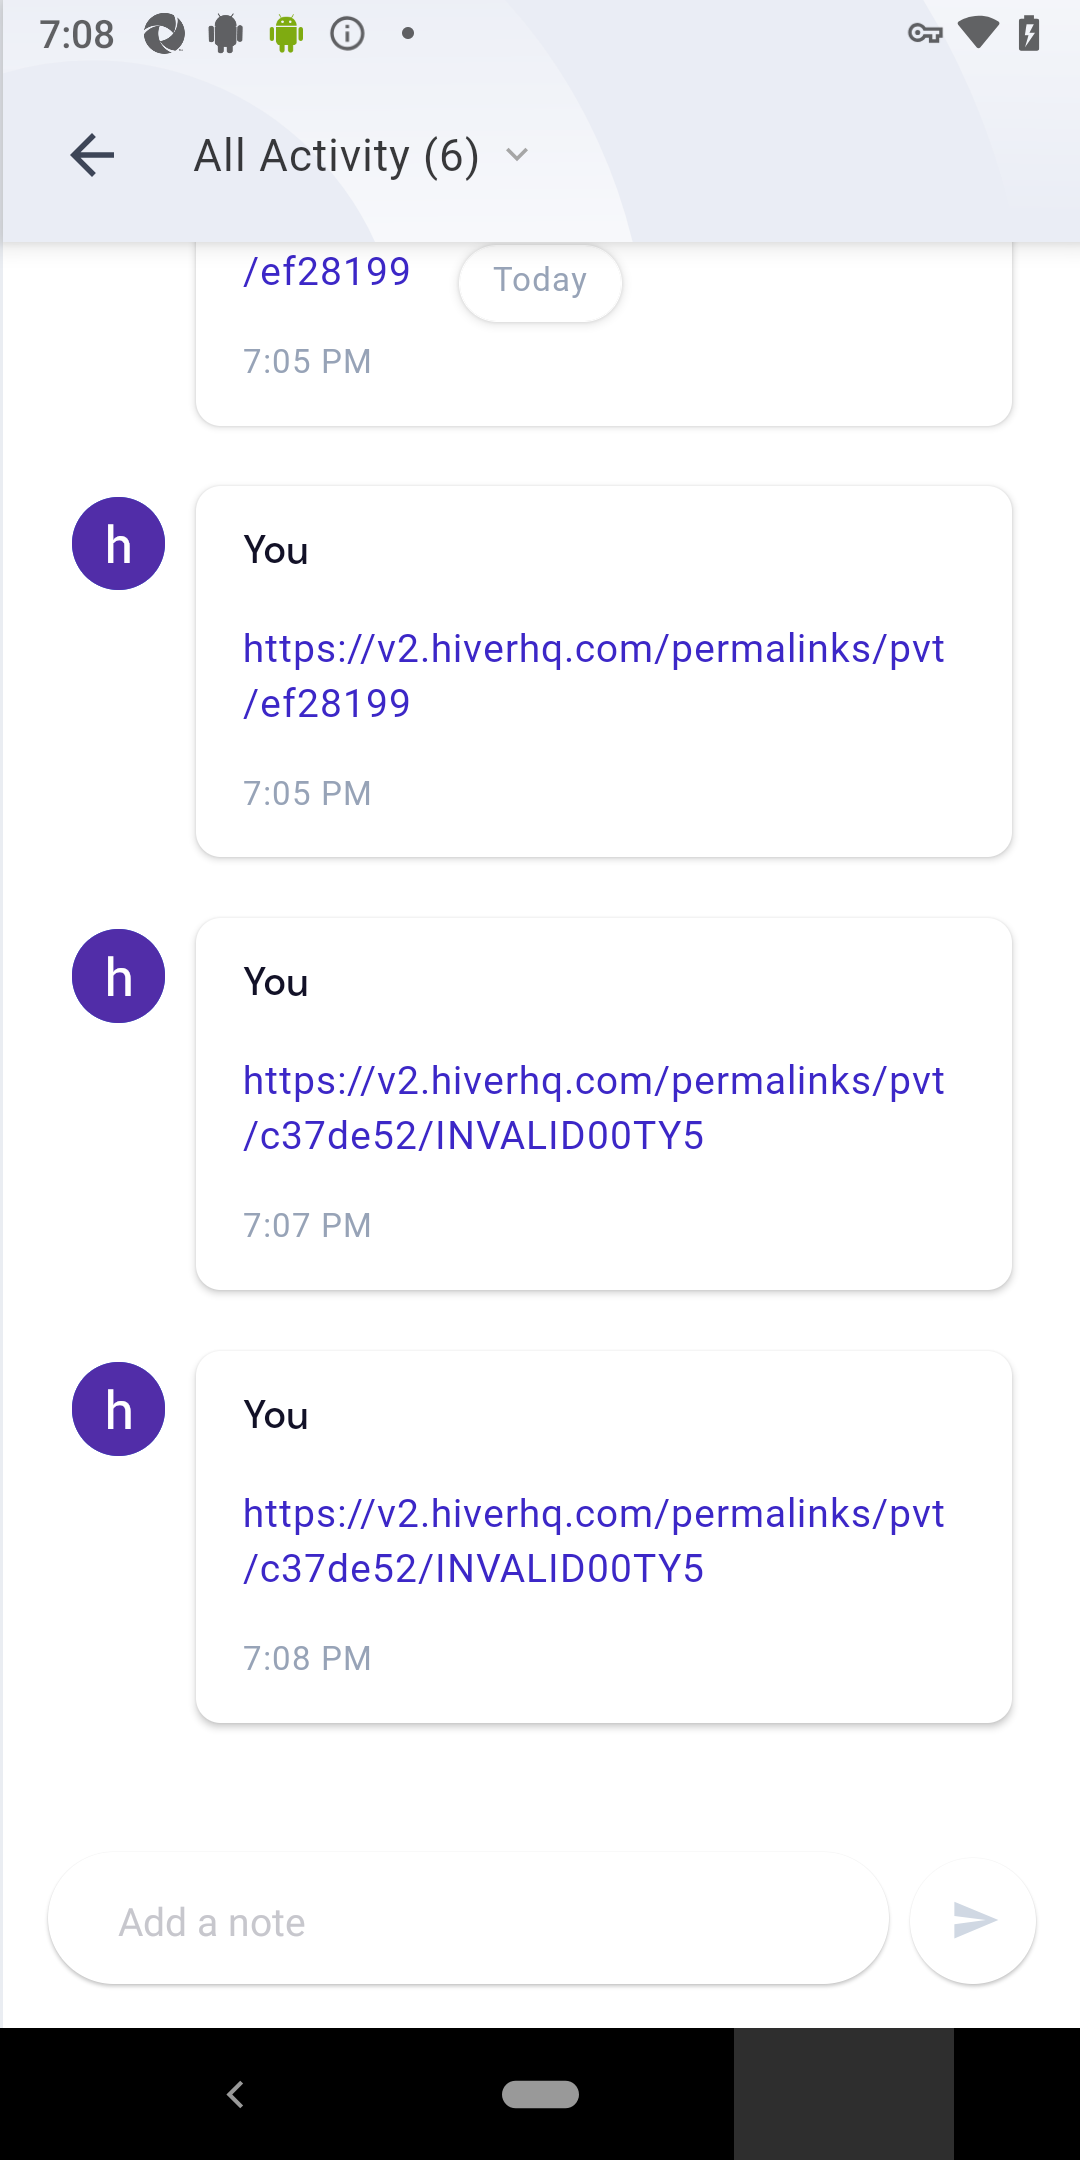 7:08
All Activity (6)
/ef28199
Today
7:05 PM
h
You
https://v2.hiverhq.com/permalinks/pvt
/ef28199
7:05 PM
h
You
https://v2.hiverhq.com/permalinks/pvt
/c37de52/INVALID00TY5
7:07 PM
h
You
https://v2.hiverhq.com/permalinks/pvt
/c37de52/INVALID00TY5
7:08 PM
Add a note